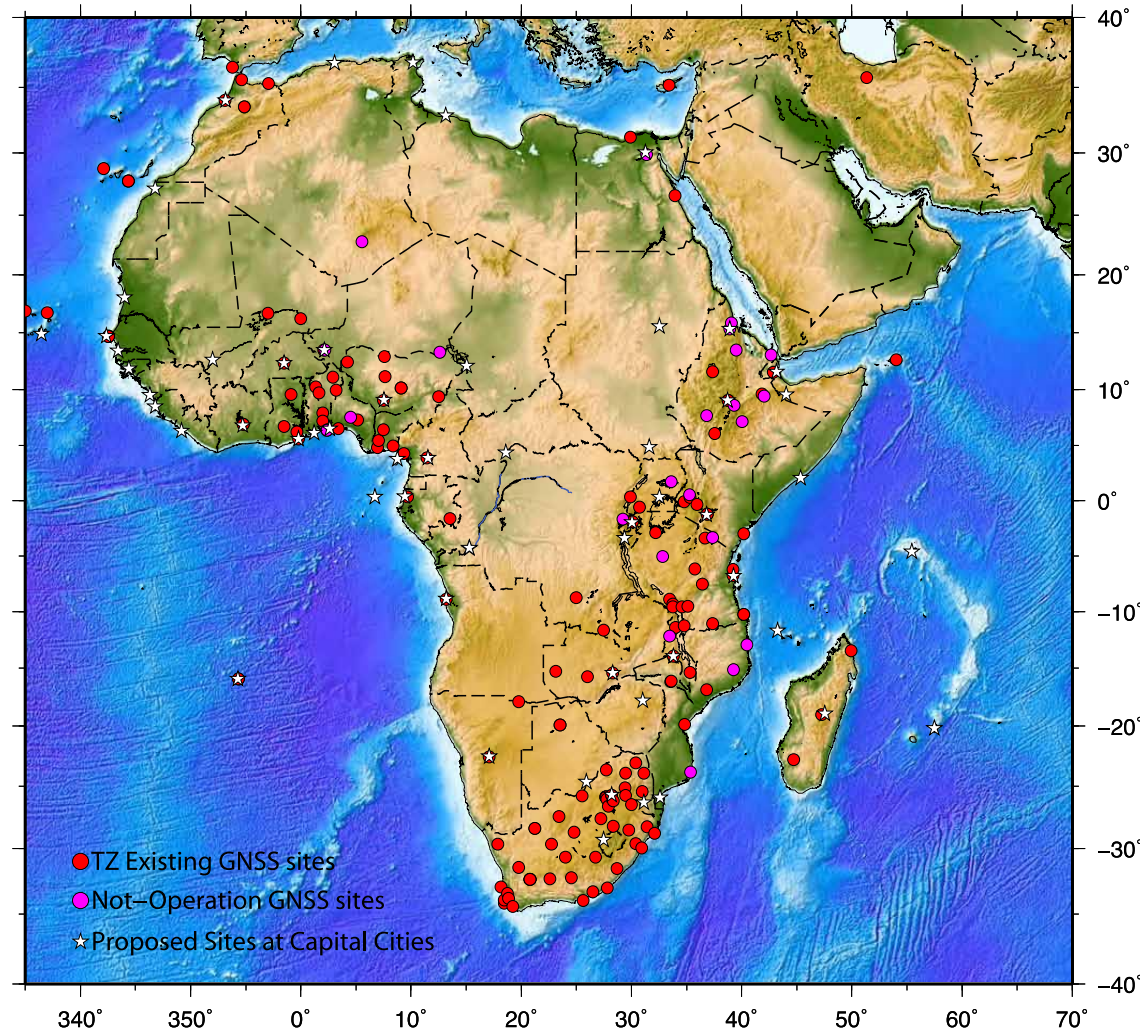 40˚
30˚
20˚
10˚
0˚
−10˚
−20˚
−30˚
−40˚
TZ Existing GNSS sites
Not−Operation GNSS sites
Proposed Sites at Capital Cities
340˚ 350˚ 0˚ 10˚ 20˚ 30˚ 40˚ 50˚ 60˚ 70˚